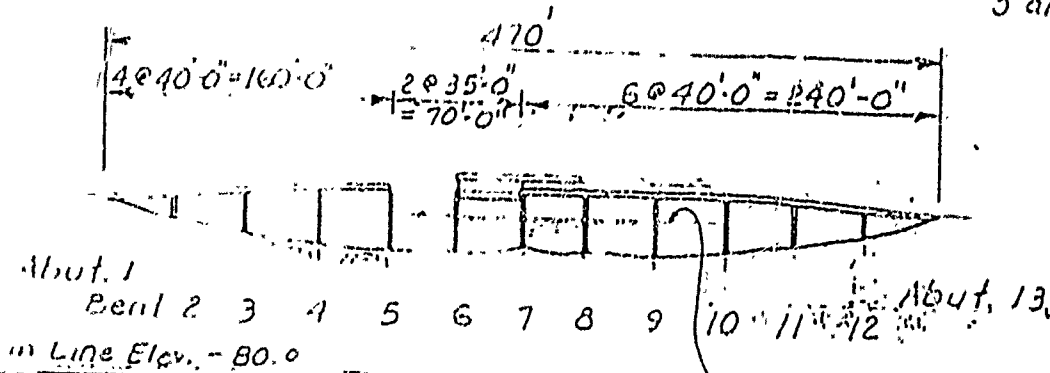 470'
4@40'-0"=160'-0"
2@35'-0"
=70'-0"
6@40'-0"=240'-0"
Abut. 1
Bent 2 3 4 5 6 7 8 9 10 11 12 Abut. 13
Line Elev. - 80.0